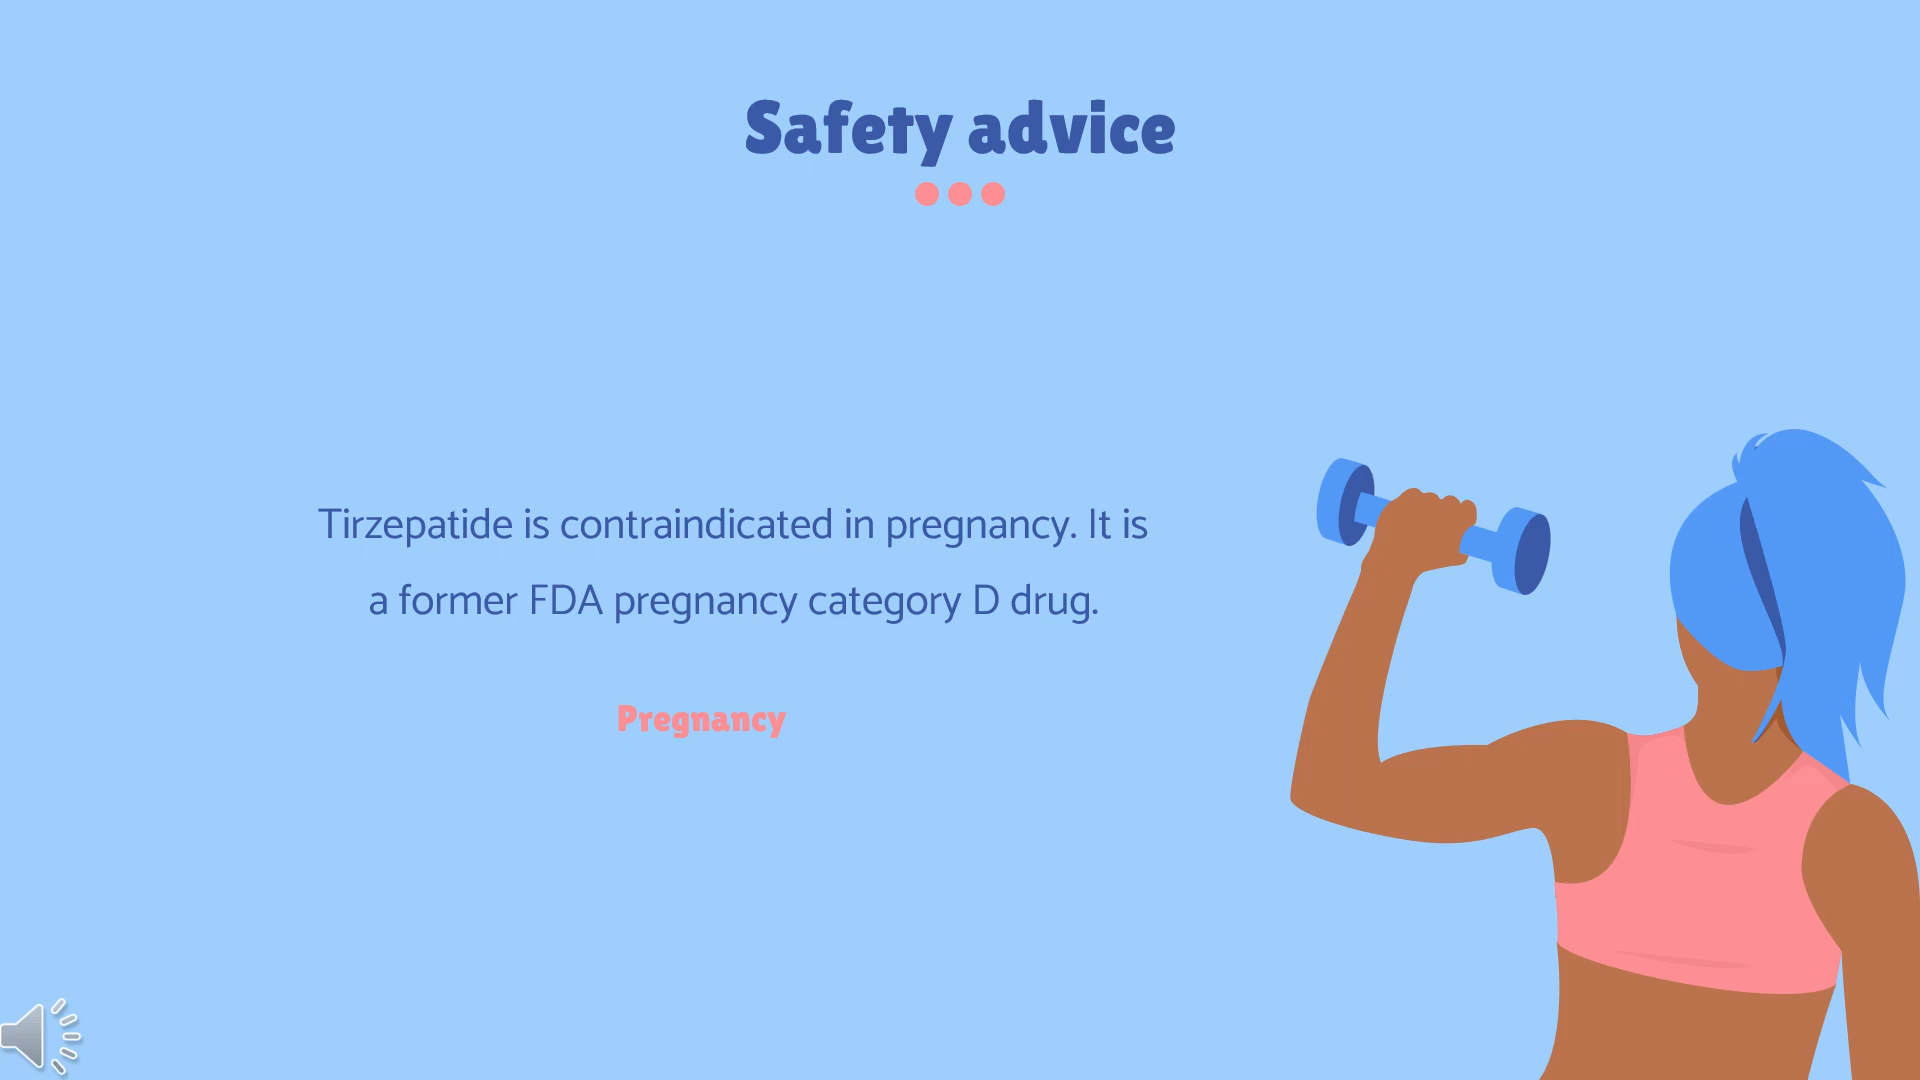 Safety advice
Tirzepatide is contraindicated in pregnancy. It is
a former FDA pregnancy category D drug.
Pregnancy